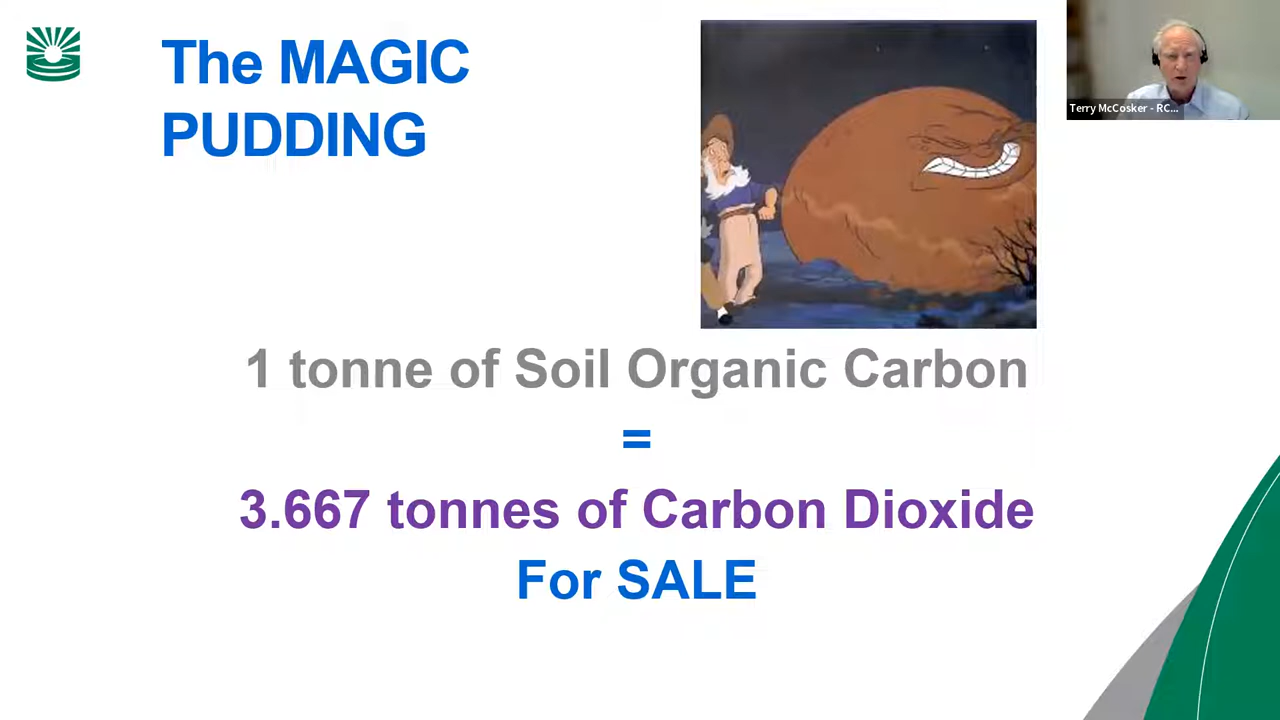 The MAGIC
PUDDING
Terry McCosker - RC...
1 tonne of Soil Organic Carbon
=
3.667 tonnes of Carbon Dioxide
For SALE